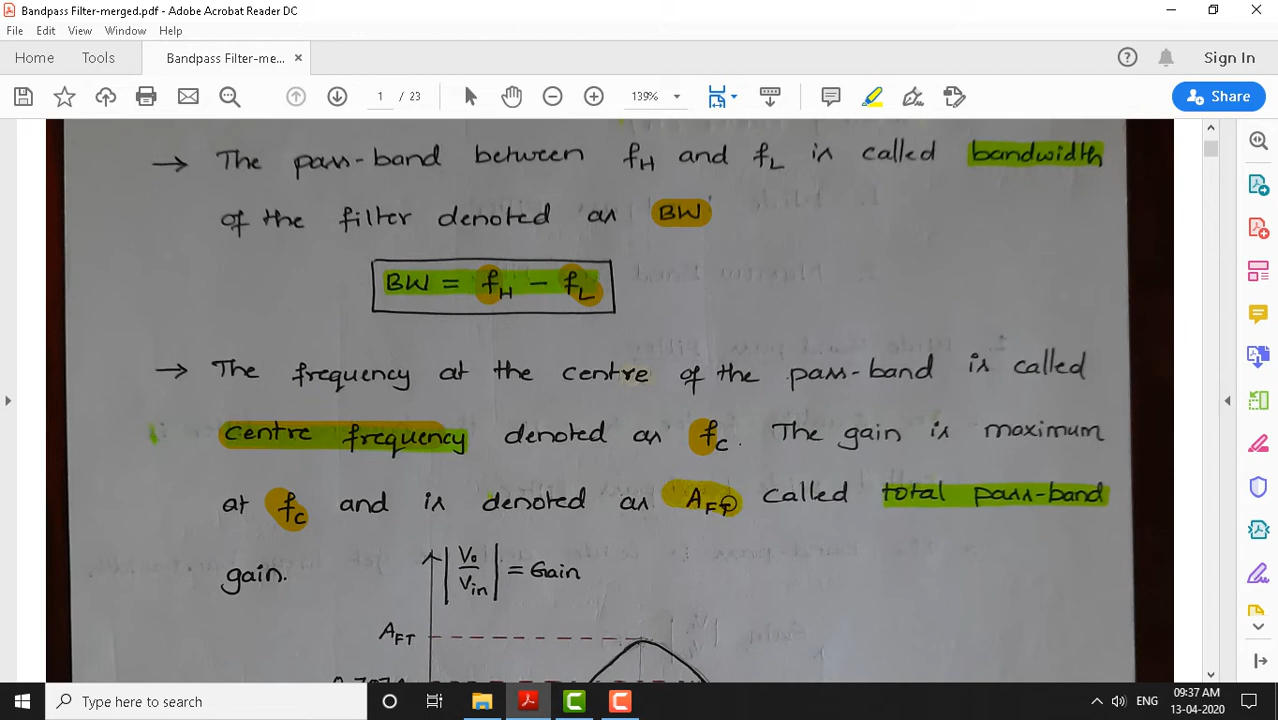 Bandpass Filter-merged.pdf - Adobe Acrobat Reader DC
File Edit View Window Help
Home Tools Bandpass Filter-me... × Sign In
1 / 23 139% Share
→ The pass-band between fH and fL is called bandwidth
of the filter denoted as BW
BW = fH - fL
→ The frequency at the centre of the pass-band is called
centre frequency denoted as fc. The gain is maximum
at fc and is denoted as AFT called total pass-band
gain.
|Vo/Vin| = Gain
AFT
Type here to search
ENG 09:37 AM
13-04-2020